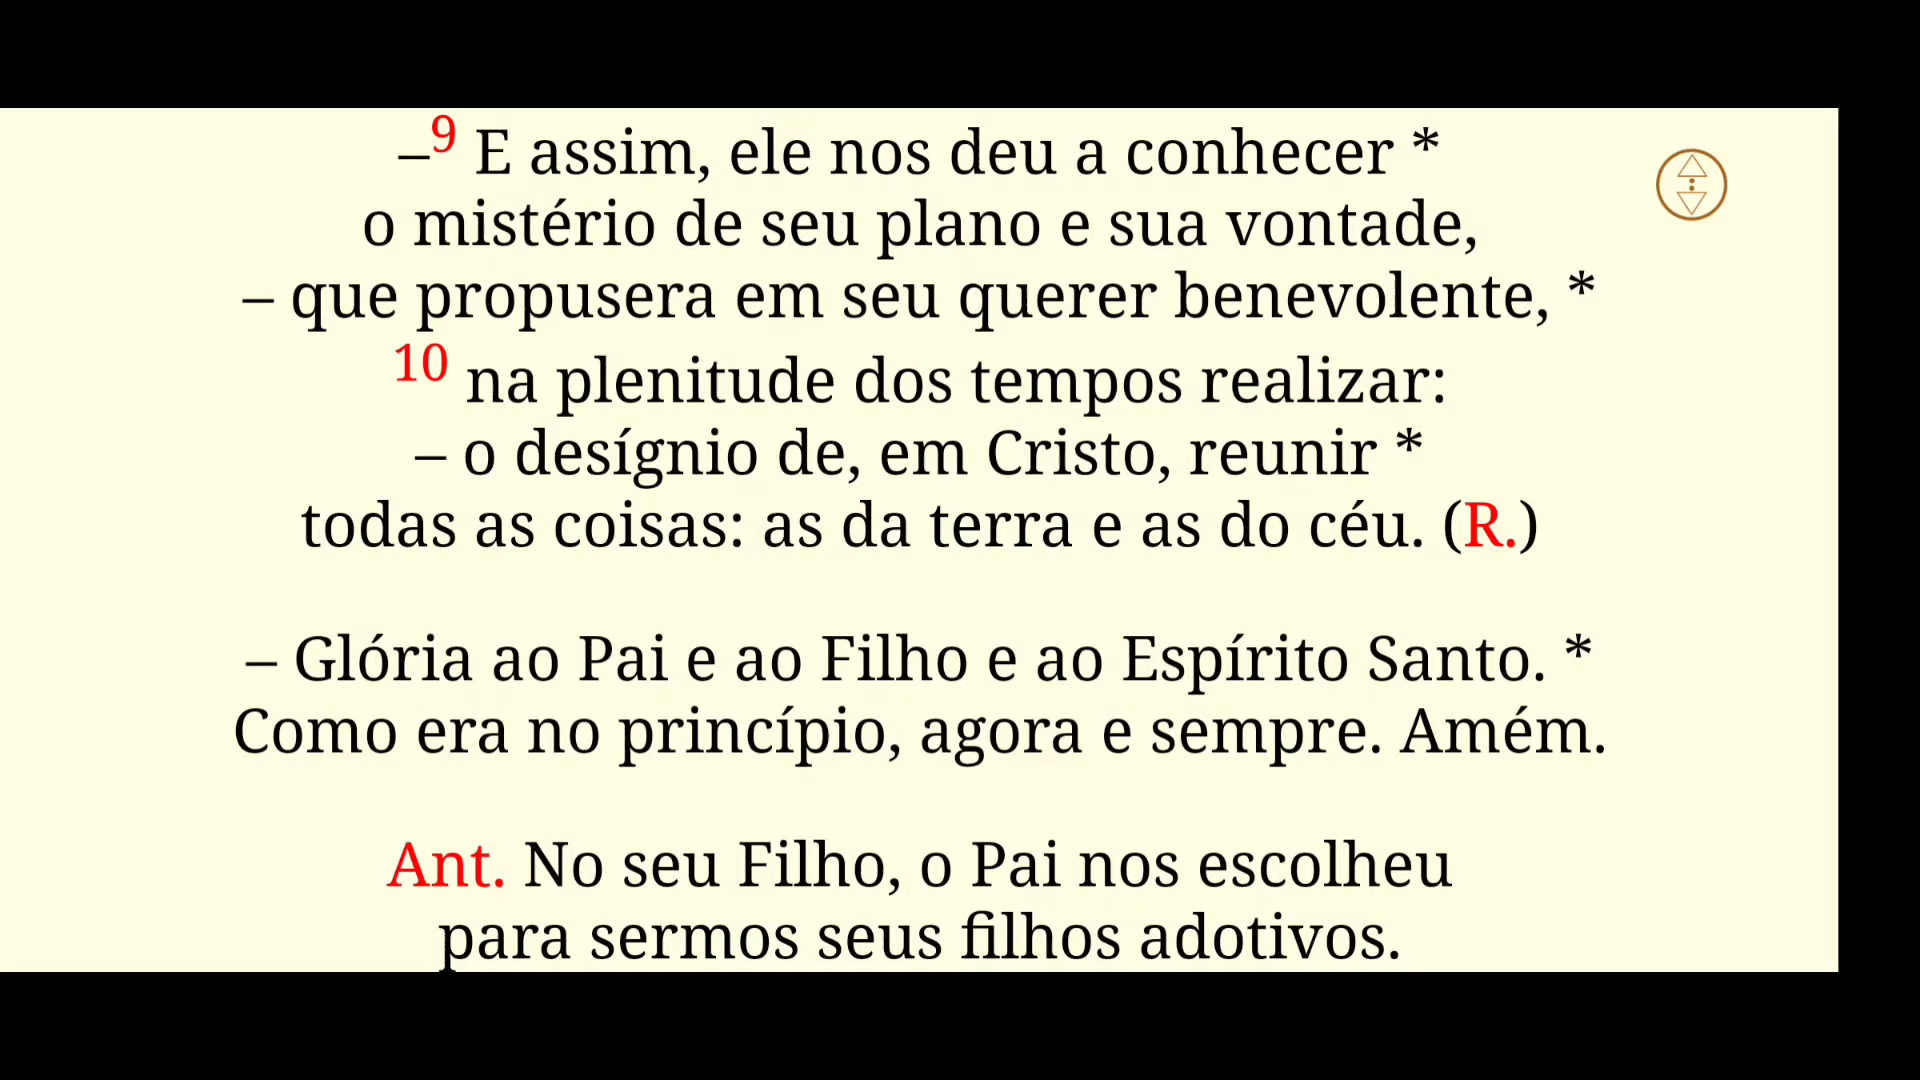 –9 E assim, ele nos deu a conhecer *
o mistério de seu plano e sua vontade,
– que propusera em seu querer benevolente, *
10 na plenitude dos tempos realizar:
– o desígnio de, em Cristo, reunir *
todas as coisas: as da terra e as do céu. (R.)
– Glória ao Pai e ao Filho e ao Espírito Santo. *
Como era no princípio, agora e sempre. Amém.
Ant. No seu Filho, o Pai nos escolheu
para sermos seus filhos adotivos.